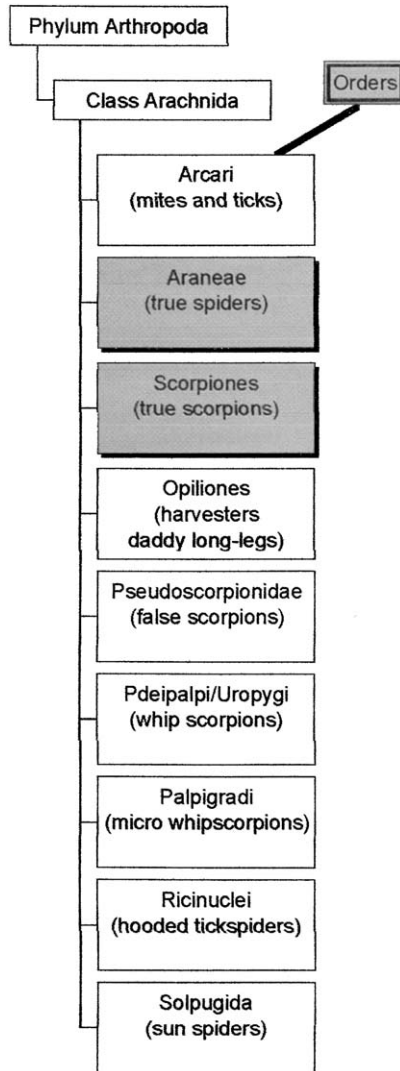 Phylum Arthropoda
Class Arachnida
Orders
Arcari
(mites and ticks)
Araneae
(true spiders)
Scorpiones
(true scorpions)
Opiliones
(harvesters
daddy long-legs)
Pseudoscorpionidae
(false scorpions)
Pdeipalpi/Uropygi
(whip scorpions)
Palpigradi
(micro whipscorpions)
Ricinuclei
(hooded tickspiders)
Solpugida
(sun spiders)